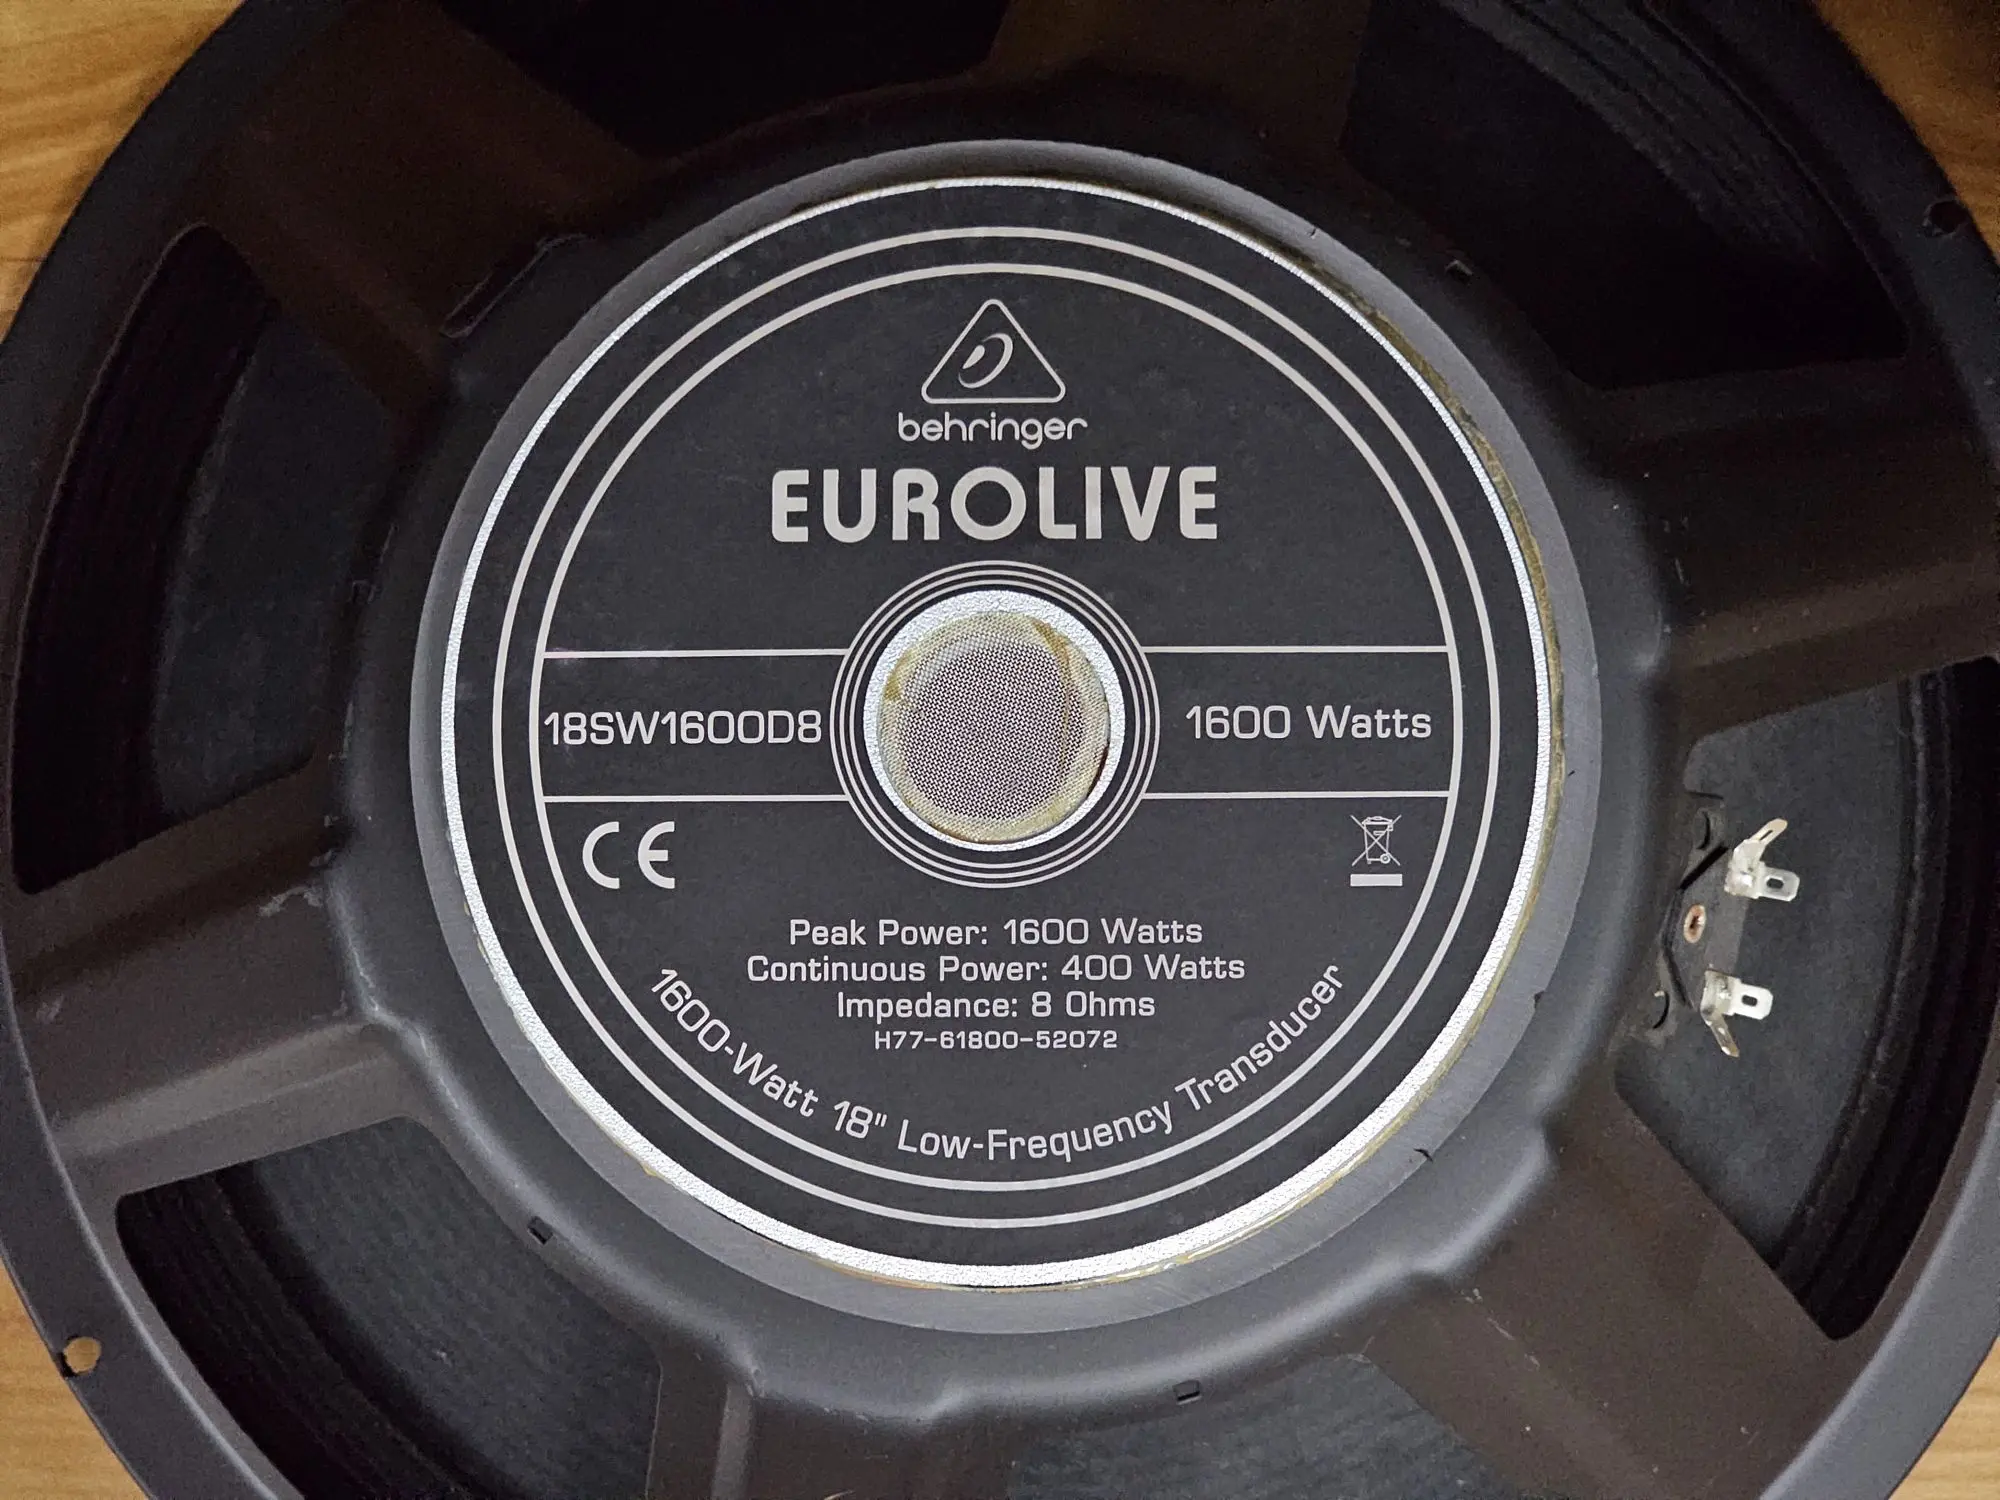 behringer
EUROLIVE
18SW1600D8
1600 Watts
CE
Peak Power: 1600 Watts
Continuous Power: 400 Watts
Impedance: 8 Ohms
H77-61800-52072
1600-Watt 18" Low-Frequency Transducer